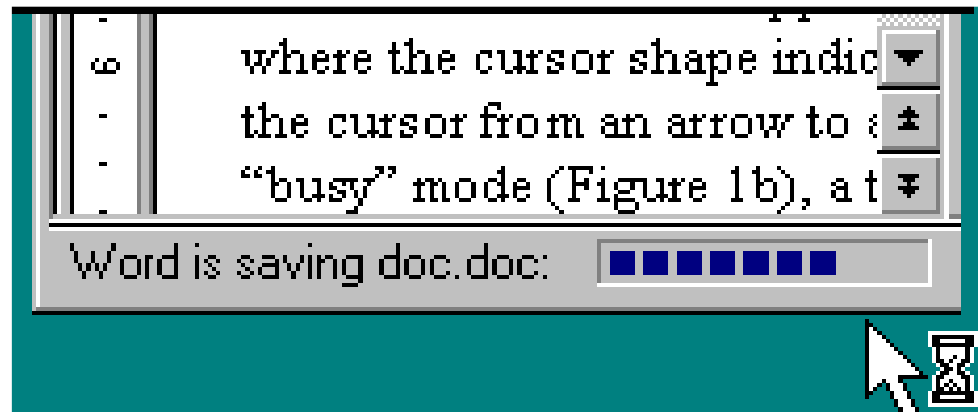 6
where the cursor shape indic
the cursor from an arrow to a
“busy” mode (Figure 1b), a t
Word is saving doc.doc: